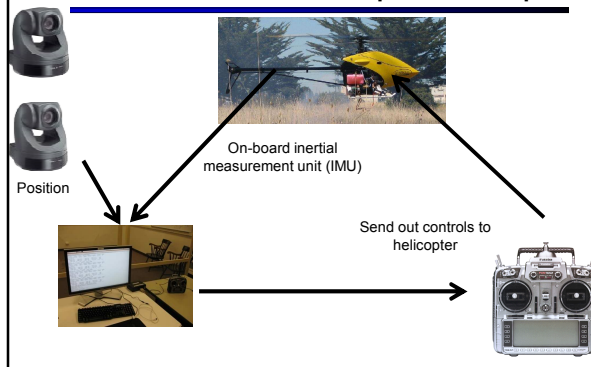 On-board inertial
measurement unit (IMU)
Position
Send out controls to
helicopter